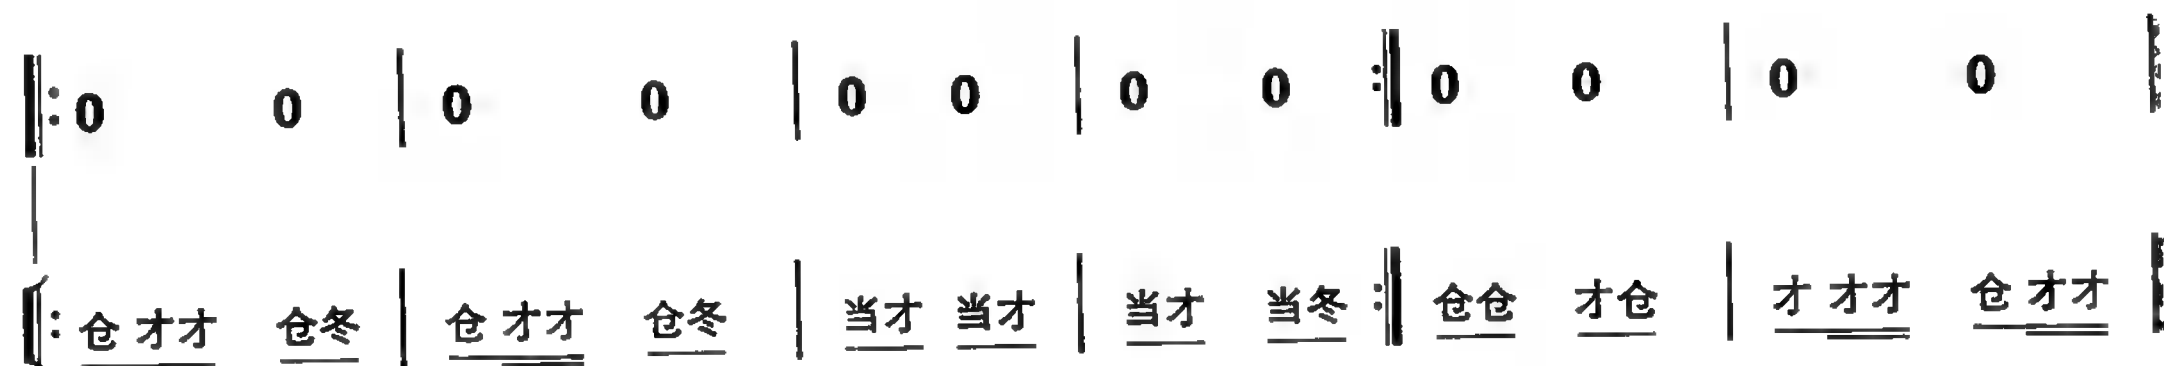 0 0 0 0 0 0 0 0 0 0 0 0
仓 才才 仓冬 仓 才才 仓冬 当才 当才 当才 当冬 仓仓 才仓 才 才才 仓 才才